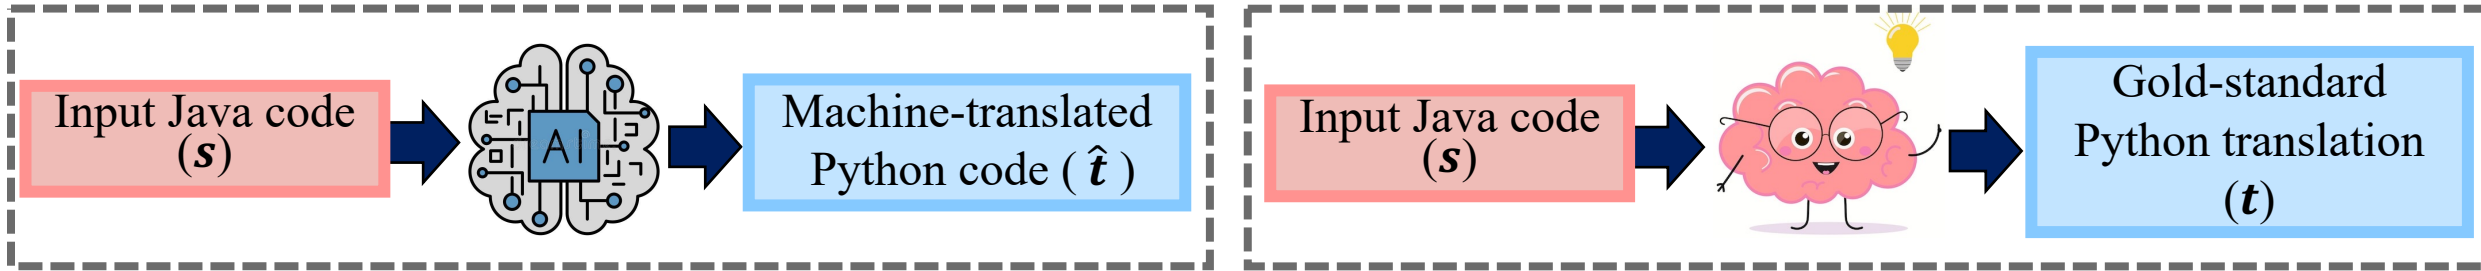 Input Java code
(s)
AI
Machine-translated
Python code ( t̂ )
Input Java code
(s)
Gold-standard
Python translation
(t)